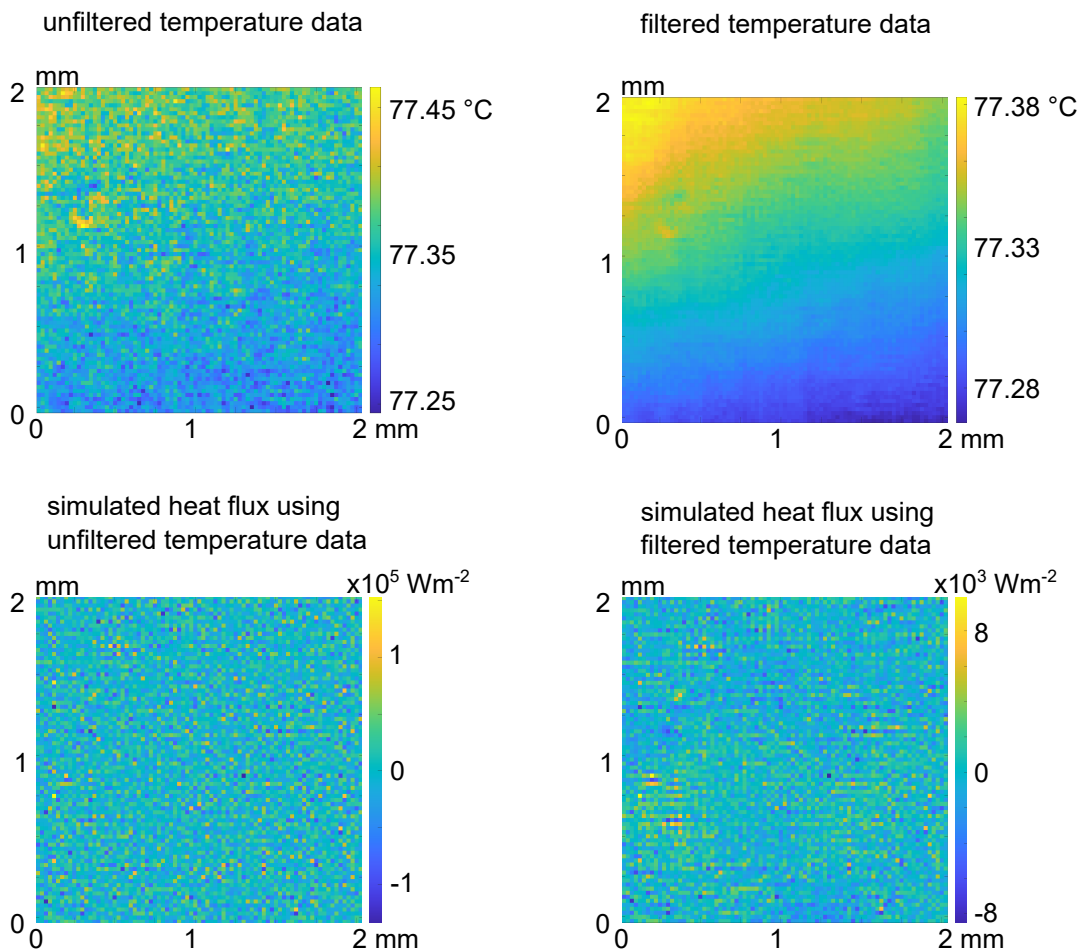 unfiltered temperature data
mm
2
1
0
0
1
2 mm
77.45 °C
77.35
77.25
filtered temperature data
mm
2
1
0
0
1
2 mm
77.38 °C
77.33
77.28
simulated heat flux using
unfiltered temperature data
mm
x10⁵ Wm⁻²
2
1
0
0
1
2 mm
1
0
-1
simulated heat flux using
filtered temperature data
mm
x10³ Wm⁻²
2
1
0
0
1
2 mm
8
0
-8